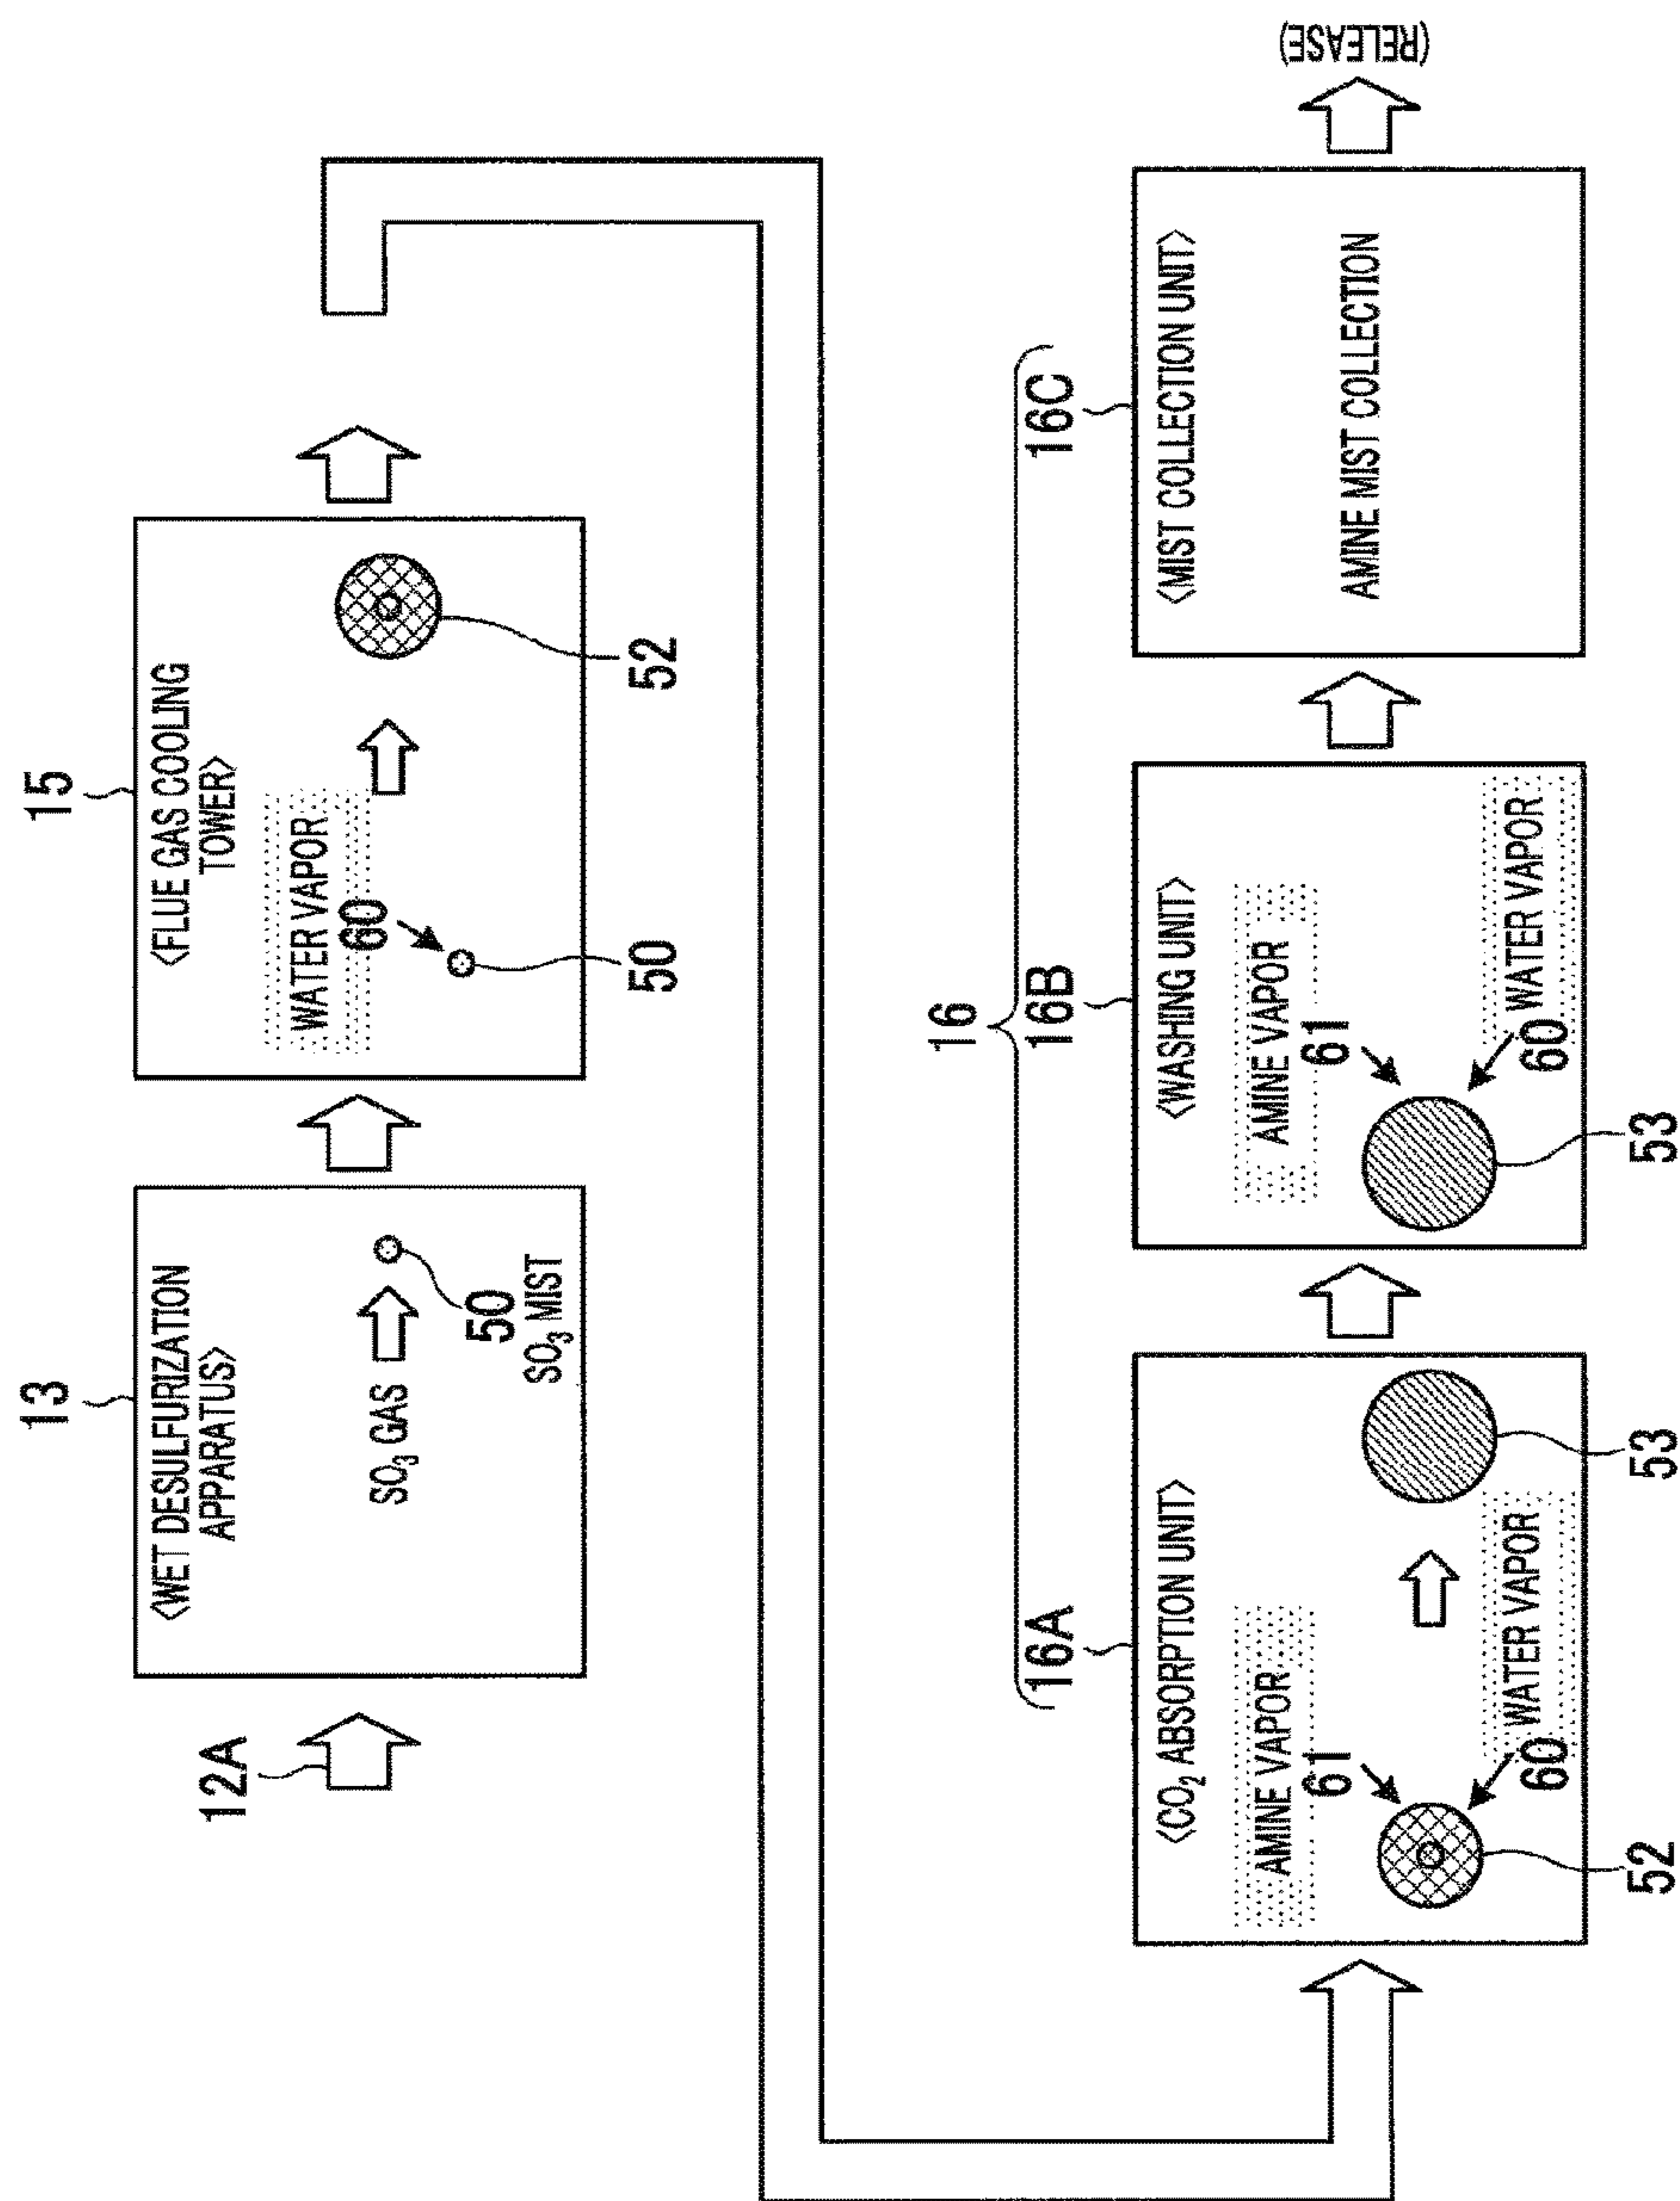 13
<WET DESULFURIZATION
APPARATUS>
12A
SO₃ GAS
50
SO₃ MIST
15
<FLUE GAS COOLING
TOWER>
WATER VAPOR
60
50
52
16
16A
<CO₂ ABSORPTION UNIT>
AMINE VAPOR
61
WATER VAPOR
60
52
53
16B
<WASHING UNIT>
AMINE VAPOR
61
WATER VAPOR
60
53
16C
<MIST COLLECTION UNIT>
AMINE MIST COLLECTION
(RELEASE)